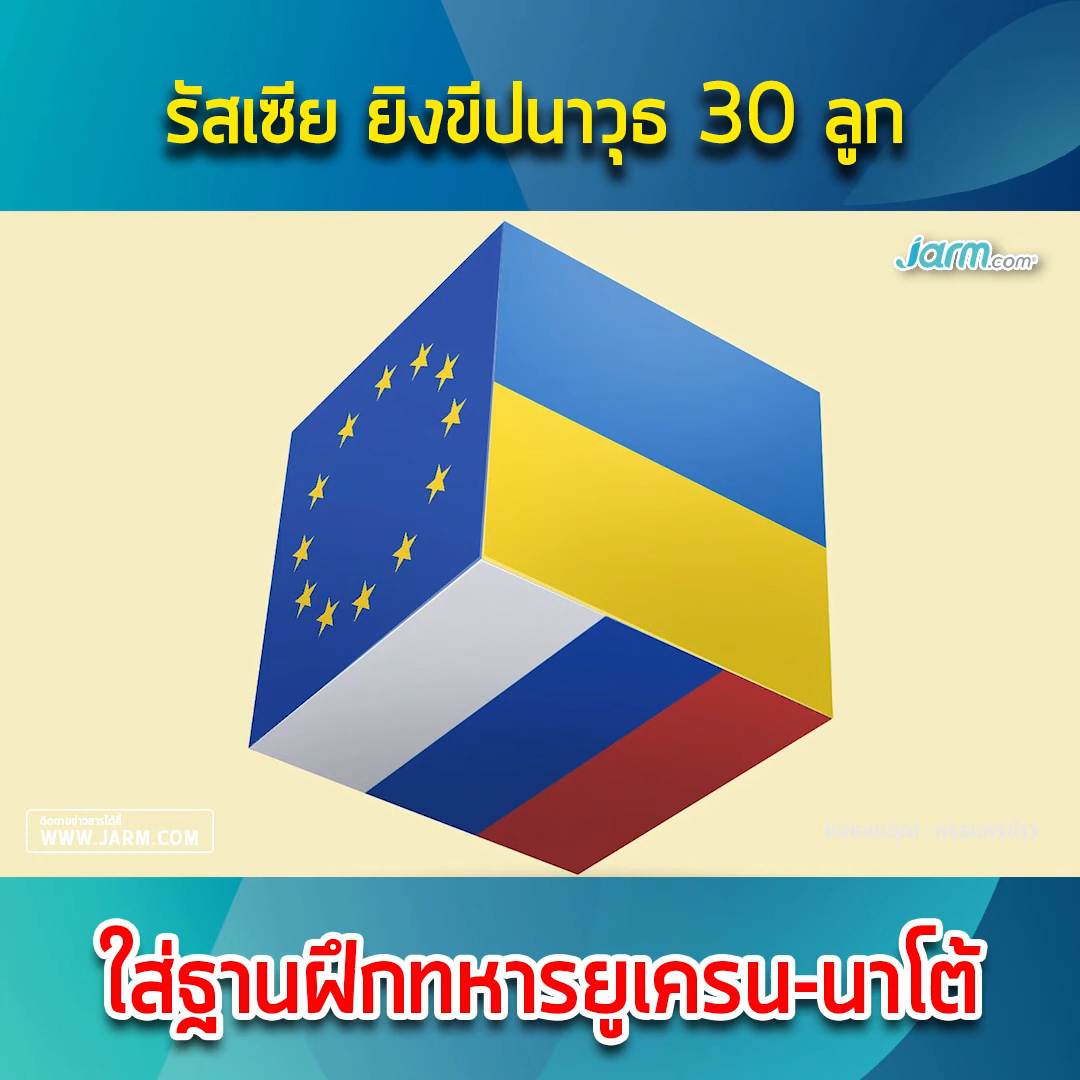 รัสเซีย ยิงขีปนาวุธ 30 ลูก
jarm.com
ติดตามข่าวสารได้ที่
WWW.JARM.COM
ใส่ฐานฝึกทหารยูเครน-นาโต้